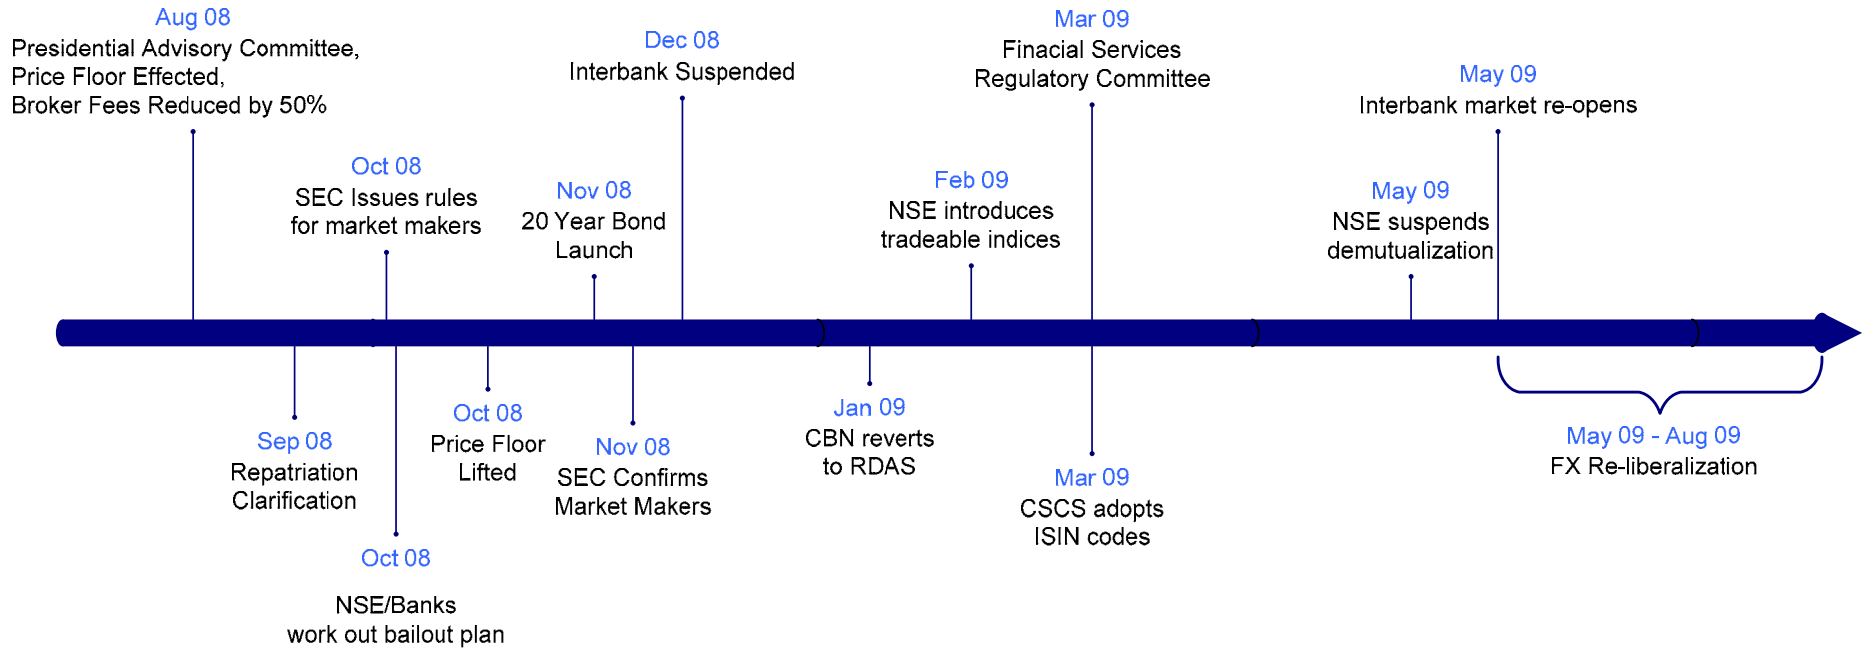 Aug 08
Presidential Advisory Committee,
Price Floor Effected,
Broker Fees Reduced by 50%
Oct 08
SEC Issues rules
for market makers
Nov 08
20 Year Bond
Launch
Dec 08
Interbank Suspended
Feb 09
NSE introduces
tradeable indices
Mar 09
Finacial Services
Regulatory Committee
May 09
NSE suspends
demutualization
May 09
Interbank market re-opens
Sep 08
Repatriation
Clarification
Oct 08
NSE/Banks
work out bailout plan
Oct 08
Price Floor
Lifted
Nov 08
SEC Confirms
Market Makers
Jan 09
CBN reverts
to RDAS
Mar 09
CSCS adopts
ISIN codes
May 09 - Aug 09
FX Re-liberalization